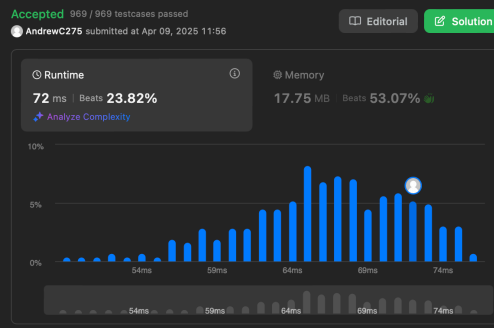 Accepted 969 / 969 testcases passed
AndrewC275 submitted at Apr 09, 2025 11:56
Editorial
Solution
Runtime
72 ms | Beats 23.82%
Analyze Complexity
Memory
17.75 MB | Beats 53.07%
10%
5%
0%
54ms 59ms 64ms 69ms 74ms
54ms 59ms 64ms 69ms 74ms